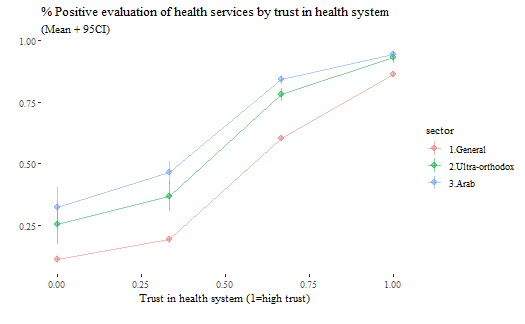 % Positive evaluation of health services by trust in health system
(Mean + 95CI)
1.00
0.75
0.50
0.25
0.00 0.25 0.50 0.75 1.00
Trust in health system (1=high trust)
sector
1.General
2.Ultra-orthodox
3.Arab